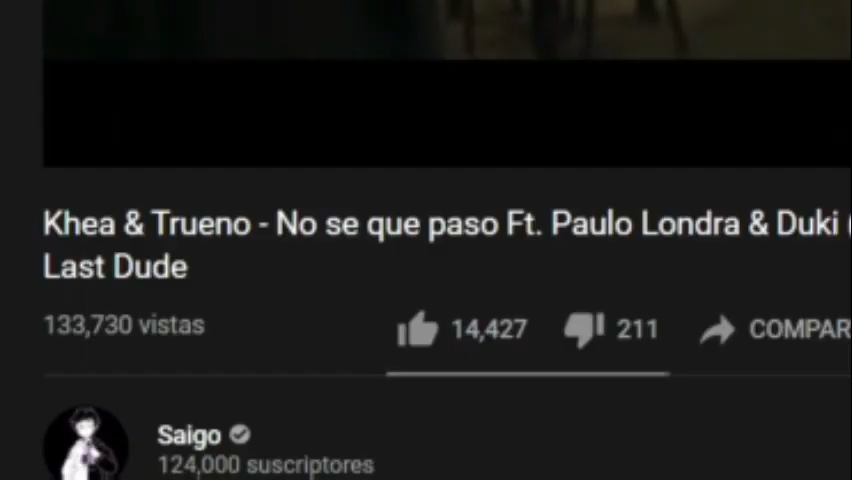 Khea & Trueno - No se que paso Ft. Paulo Londra & Duki (
Last Dude
133,730 vistas
14,427
211
COMPAR
Saigo
124,000 suscriptores